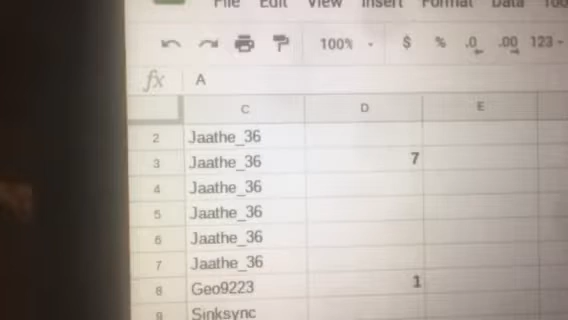 File Edit View Insert Format Data Too
100% $ % .0 .00 123
fx A
C D E
2 Jaathe_36
3 Jaathe_36 7
4 Jaathe_36
5 Jaathe_36
6 Jaathe_36
7 Jaathe_36
8 Geo9223 1
9 Sinksync